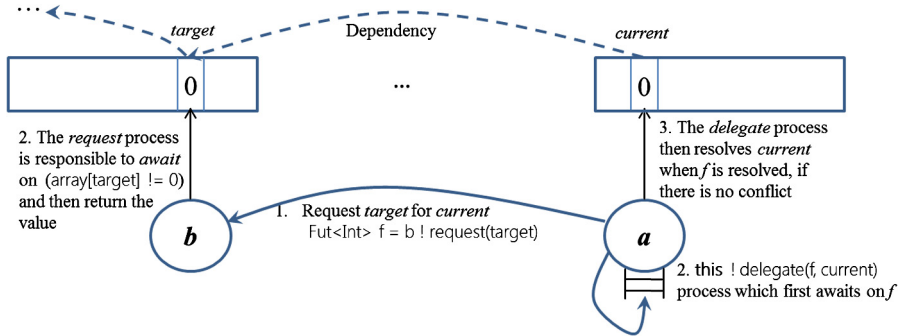 ...
target
Dependency
current
0
...
0
2. The request process
is responsible to await
on (array[target] != 0)
and then return the
value
3. The delegate process
then resolves current
when f is resolved, if
there is no conflict
1. Request target for current
Fut<Int> f = b ! request(target)
b
a
2. this ! delegate(f, current)
process which first awaits on f